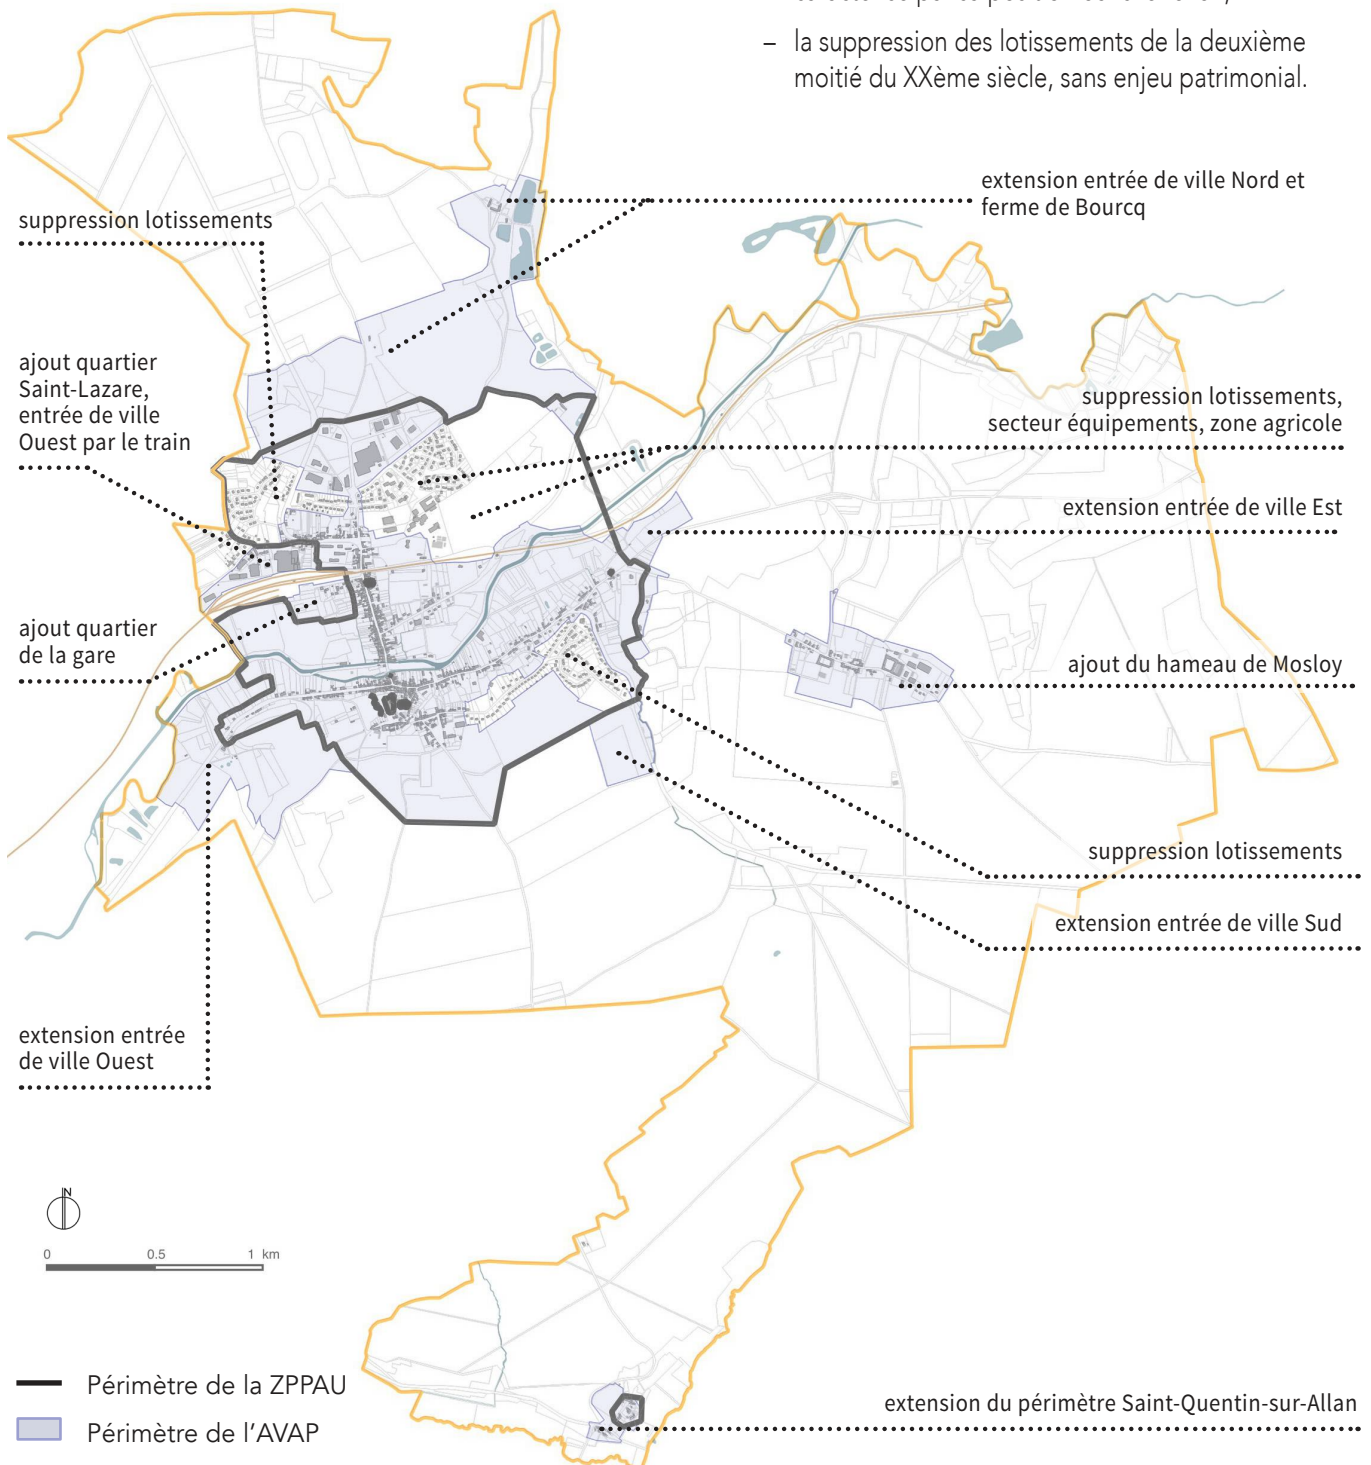 – la suppression des lotissements de la deuxième
moitié du XXème siècle, sans enjeu patrimonial.
extension entrée de ville Nord et
ferme de Bourcq
suppression lotissements
ajout quartier
Saint-Lazare,
entrée de ville
Ouest par le train
suppression lotissements,
secteur équipements, zone agricole
extension entrée de ville Est
ajout quartier
de la gare
ajout du hameau de Mosloy
suppression lotissements
extension entrée de ville Sud
extension entrée
de ville Ouest
N
0 0.5 1 km
Périmètre de la ZPPAU
Périmètre de l’AVAP
extension du périmètre Saint-Quentin-sur-Allan